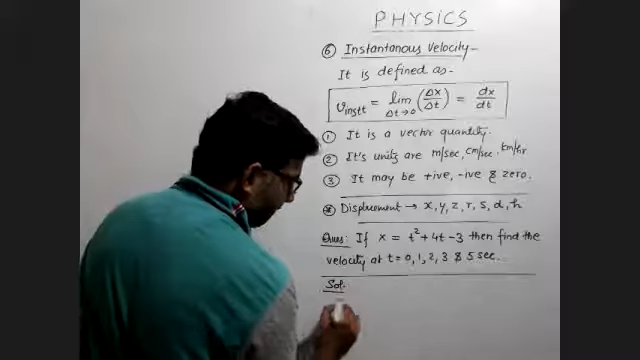 PHYSICS
⑥ Instantanous Velocity-
It is defined as-
v_instt = lim Δt→0 (Δx/Δt) = dx/dt
① It is a vector quantity.
② It's units are m/sec, cm/sec, km/hr
③ It may be +ive, -ive & zero.
⊛ Displacement → x, y, z, r, s, d, h
Ques: If x = t² + 4t - 3 then find the
velocity at t = 0, 1, 2, 3 & 5 sec..
Sol.